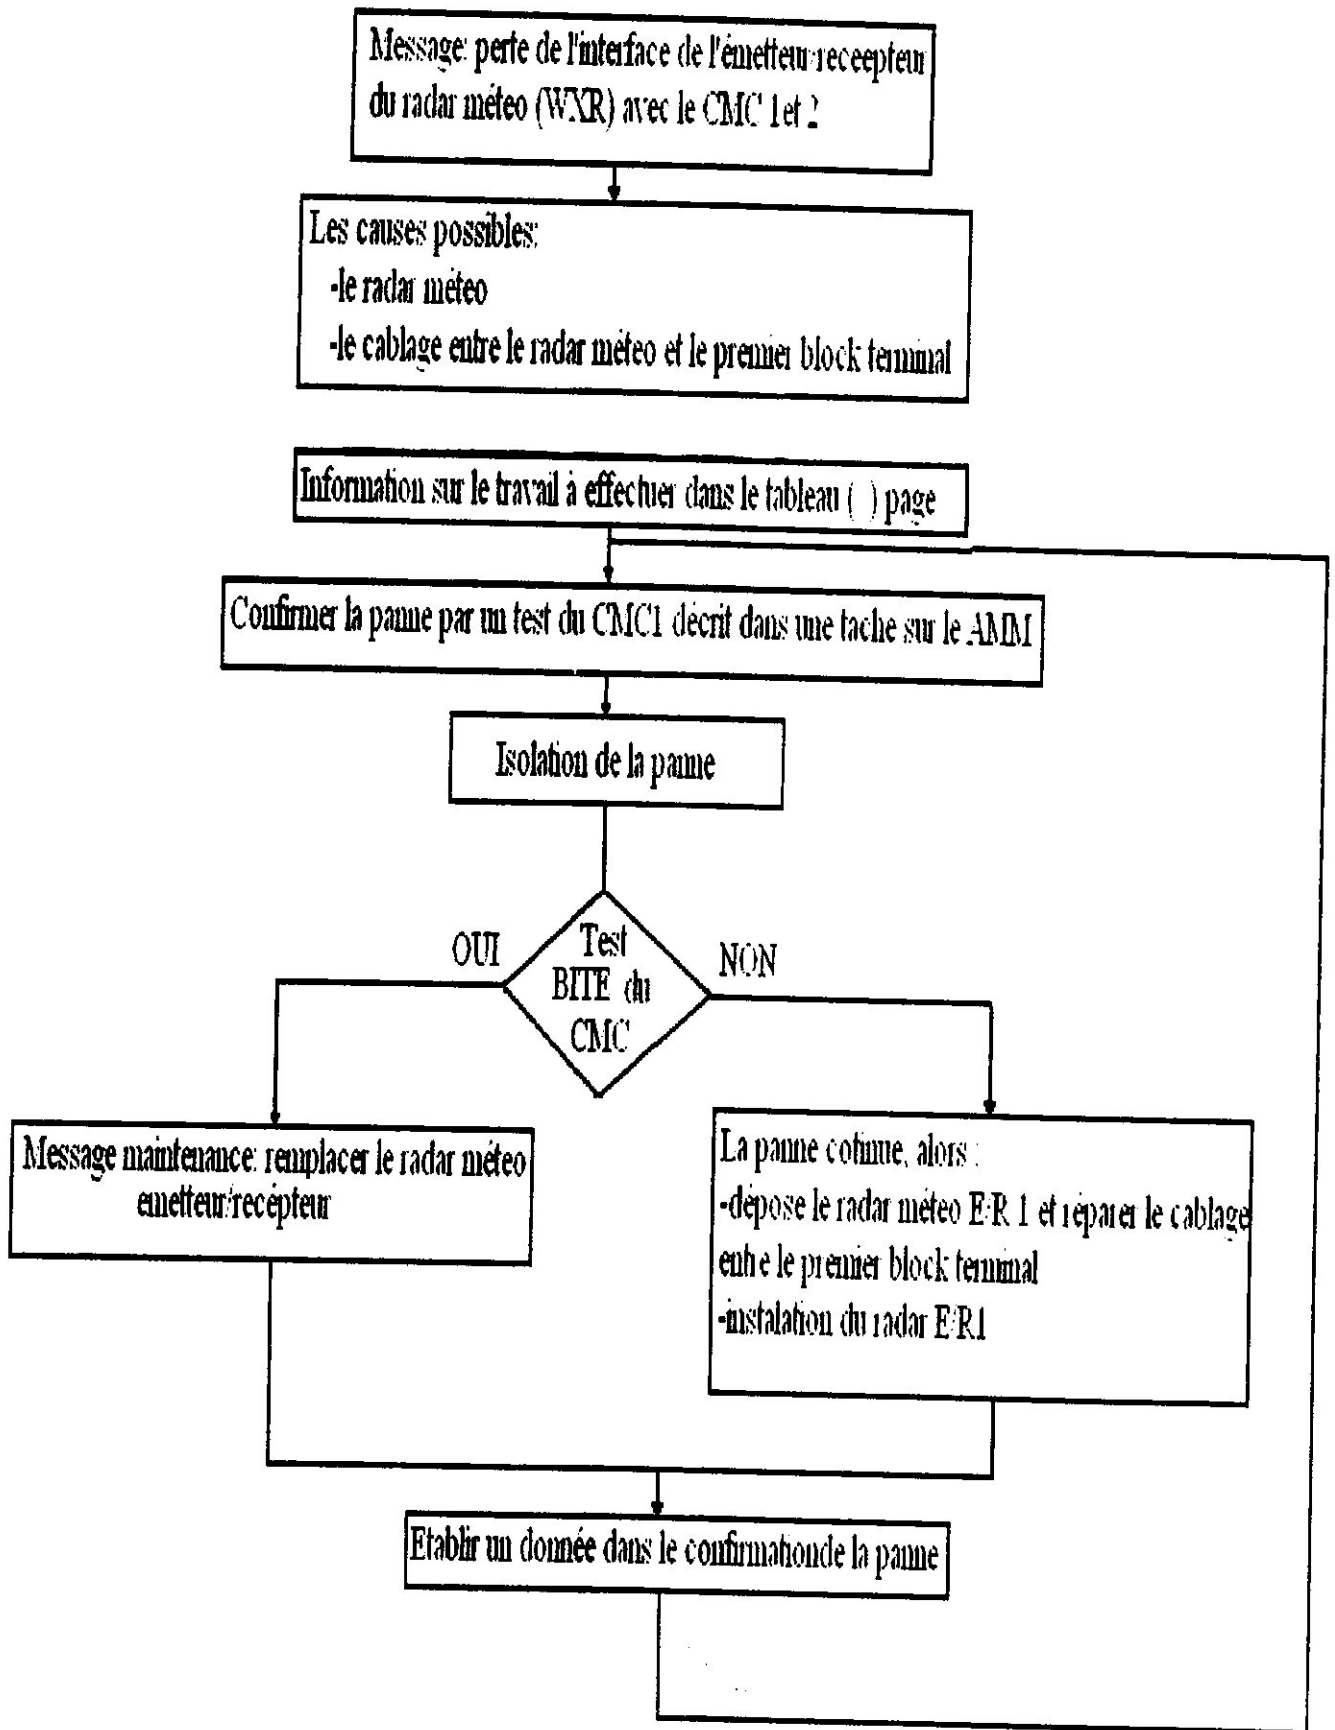 Message: perte de l'interface de l'émetteur/receepteur
du radar méteo (WXR) avec le CMC 1et 2
Les causes possibles:
-le radar méteo
-le cablage entre le radar méteo et le premier block terminal
Information sur le travail à effectuer dans le tableau ( ) page
Confirmer la panne par un test du CMC1 décrit dans une tache sur le AMM
Isolation de la panne
OUI
Test
BITE du
CMC
NON
Message maintenance: remplacer le radar méteo
emetteur/recépteur
La panne cotinue, alors :
-dépose le radar méteo E/R 1 et réparer le cablage
entre le premier block terminal
-instalation du radar E/R1
Etablir un donnée dans le confirmationde la panne